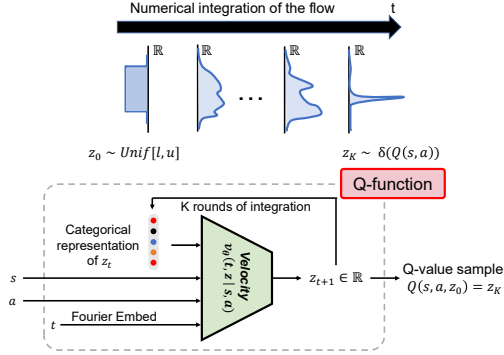 Numerical integration of the flow
t
ℝ ℝ ℝ ℝ
...
z₀ ~ Unif[l, u]
z_K ~ δ(Q(s, a))
Q-function
K rounds of integration
Categorical
representation
of z_t
Velocity
v_θ(t, z | s, a)
z_{t+1} ∈ ℝ
Q-value sample
Q(s, a, z₀) = z_K
s
a
t
Fourier Embed